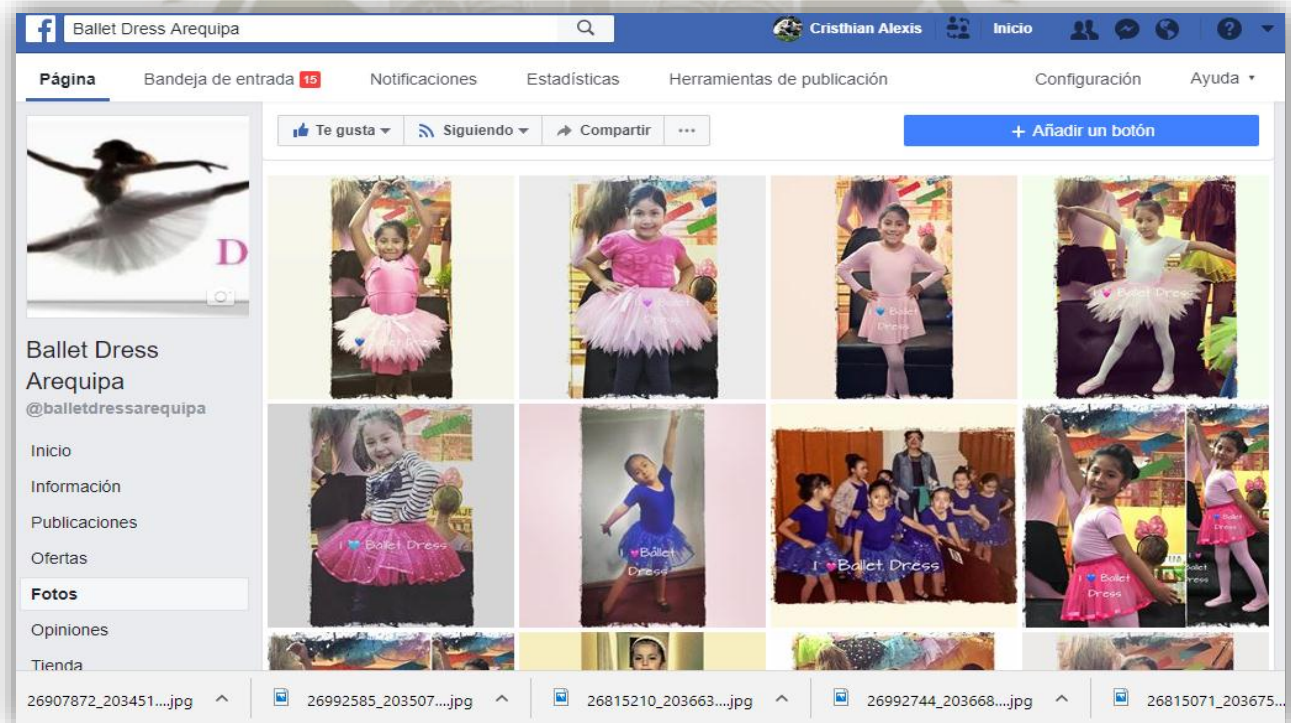 Ballet Dress Arequipa
Cristhian Alexis
Inicio
Página
Bandeja de entrada 15
Notificaciones
Estadísticas
Herramientas de publicación
Configuración
Ayuda
Te gusta
Siguiendo
Compartir
...
+ Añadir un botón
D
Ballet Dress
Arequipa
@balletdressarequipa
Inicio
Información
Publicaciones
Ofertas
Fotos
Opiniones
Tienda
I Ballet Dress
Dress
I Ballet
Dress
I Ballet Dress
I Ballet Dress
I Ballet
Dress
I Ballet Dress
I Ballet
Dress
I
Ballet
Dress
26907872_203451....jpg
26992585_203507....jpg
26815210_203663....jpg
26992744_203668....jpg
26815071_203675...